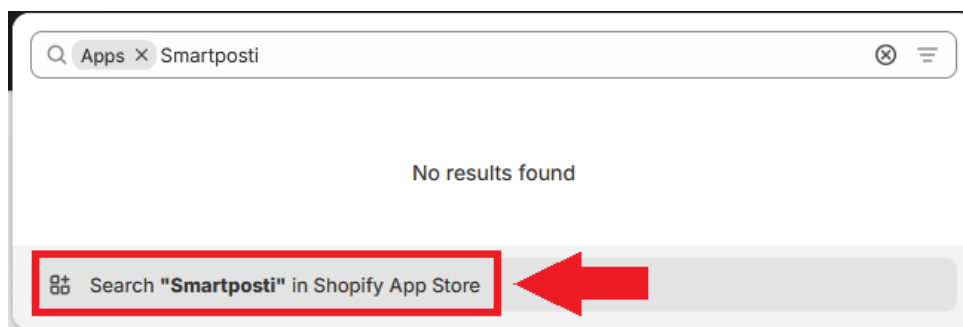 Apps × Smartposti
No results found
Search "Smartposti" in Shopify App Store